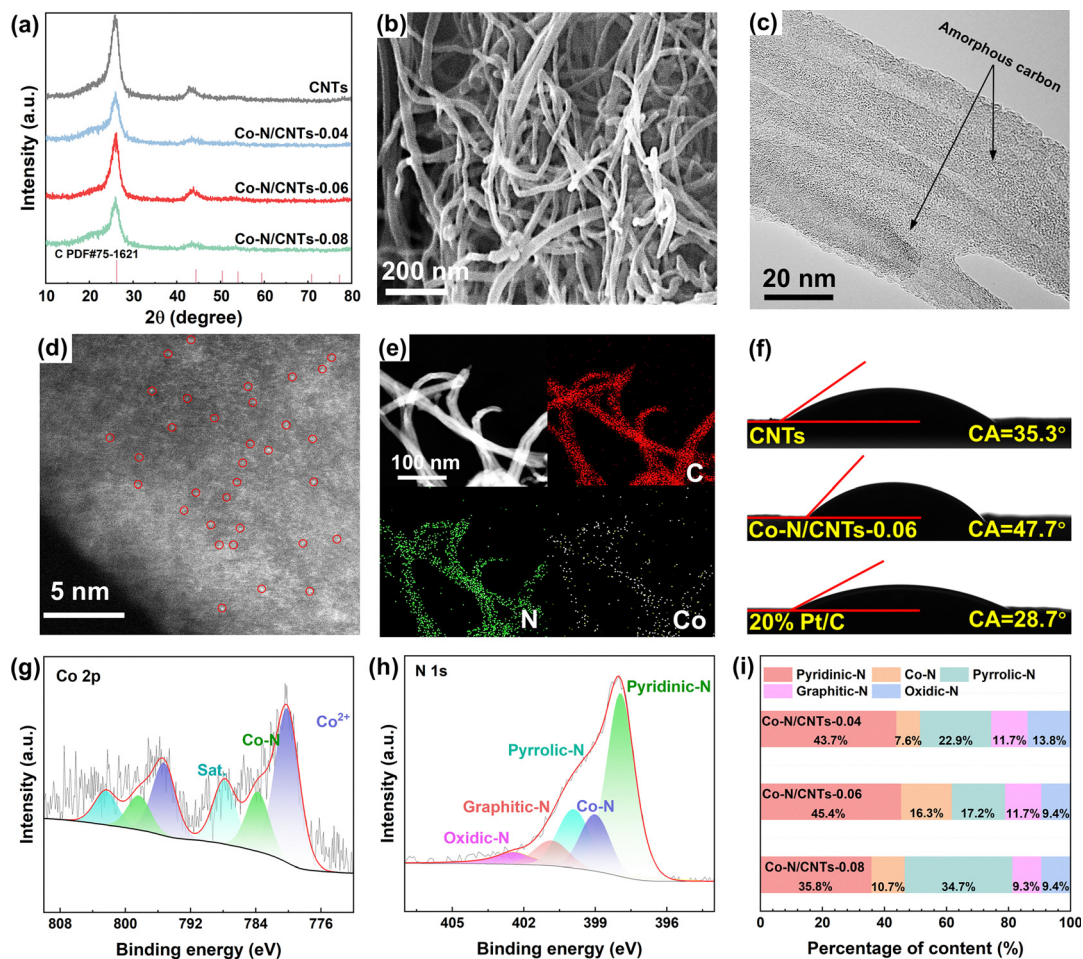 (a)
CNTs
Co-N/CNTs-0.04
Co-N/CNTs-0.06
Co-N/CNTs-0.08
C PDF#75-1621
Intensity (a.u.)
10 20 30 40 50 60 70 80
2θ (degree)
(b)
200 nm
(c)
Amorphous carbon
20 nm
(d)
5 nm
(e)
100 nm
C
N
Co
(f)
CNTs CA=35.3°
Co-N/CNTs-0.06 CA=47.7°
20% Pt/C CA=28.7°
(g)
Co 2p
Co2+
Co-N
Sat.
Intensity (a.u.)
808 800 792 784 776
Binding energy (eV)
(h)
N 1s
Pyridinic-N
Pyrrolic-N
Graphitic-N
Co-N
Oxidic-N
Intensity (a.u.)
405 402 399 396
Binding energy (eV)
(i)
Pyridinic-N Co-N Pyrrolic-N
Graphitic-N Oxidic-N
Co-N/CNTs-0.04
43.7% 7.6% 22.9% 11.7% 13.8%
Co-N/CNTs-0.06
45.4% 16.3% 17.2% 11.7% 9.4%
Co-N/CNTs-0.08
35.8% 10.7% 34.7% 9.3% 9.4%
0 20 40 60 80 100
Percentage of content (%)